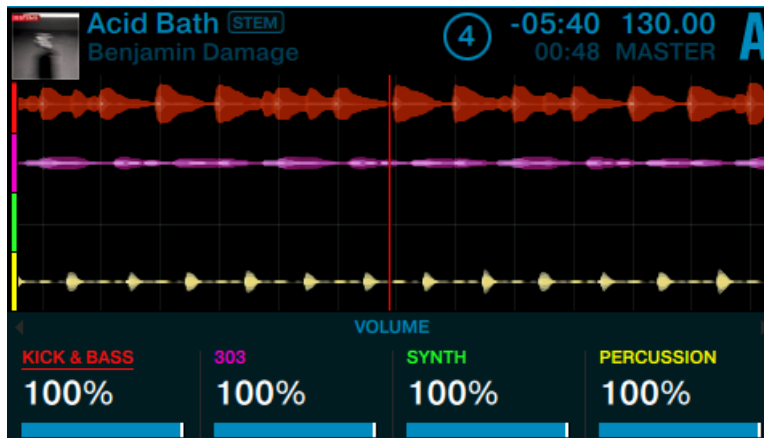 Acid Bath STEM
Benjamin Damage
4
-05:40 130.00
00:48 MASTER
A
VOLUME
KICK & BASS 303 SYNTH PERCUSSION
100% 100% 100% 100%